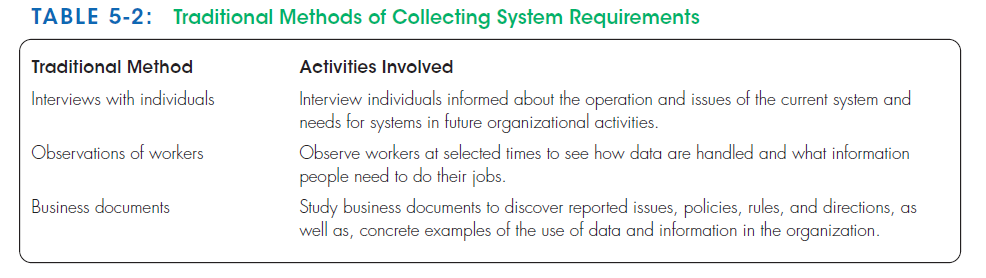 TABLE 5-2: Traditional Methods of Collecting System Requirements
Traditional Method Activities Involved
Interviews with individuals Interview individuals informed about the operation and issues of the current system and
needs for systems in future organizational activities.
Observations of workers Observe workers at selected times to see how data are handled and what information
people need to do their jobs.
Business documents Study business documents to discover reported issues, policies, rules, and directions, as
well as, concrete examples of the use of data and information in the organization.